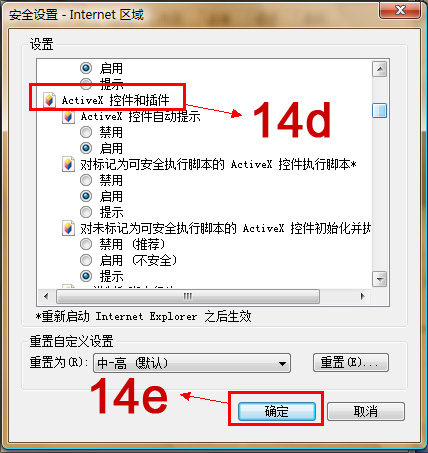 安全设置 - Internet 区域
设置
启用
提示
ActiveX 控件和插件
14d
ActiveX 控件自动提示
禁用
启用
对标记为可安全执行脚本的 ActiveX 控件执行脚本*
禁用
启用
提示
对未标记为可安全执行脚本的 ActiveX 控件初始化并执
禁用 (推荐)
启用 (不安全)
提示
*重新启动 Internet Explorer 之后生效
重置自定义设置
重置为(R): 中-高 (默认) 重置(E)...
14e
确定 取消